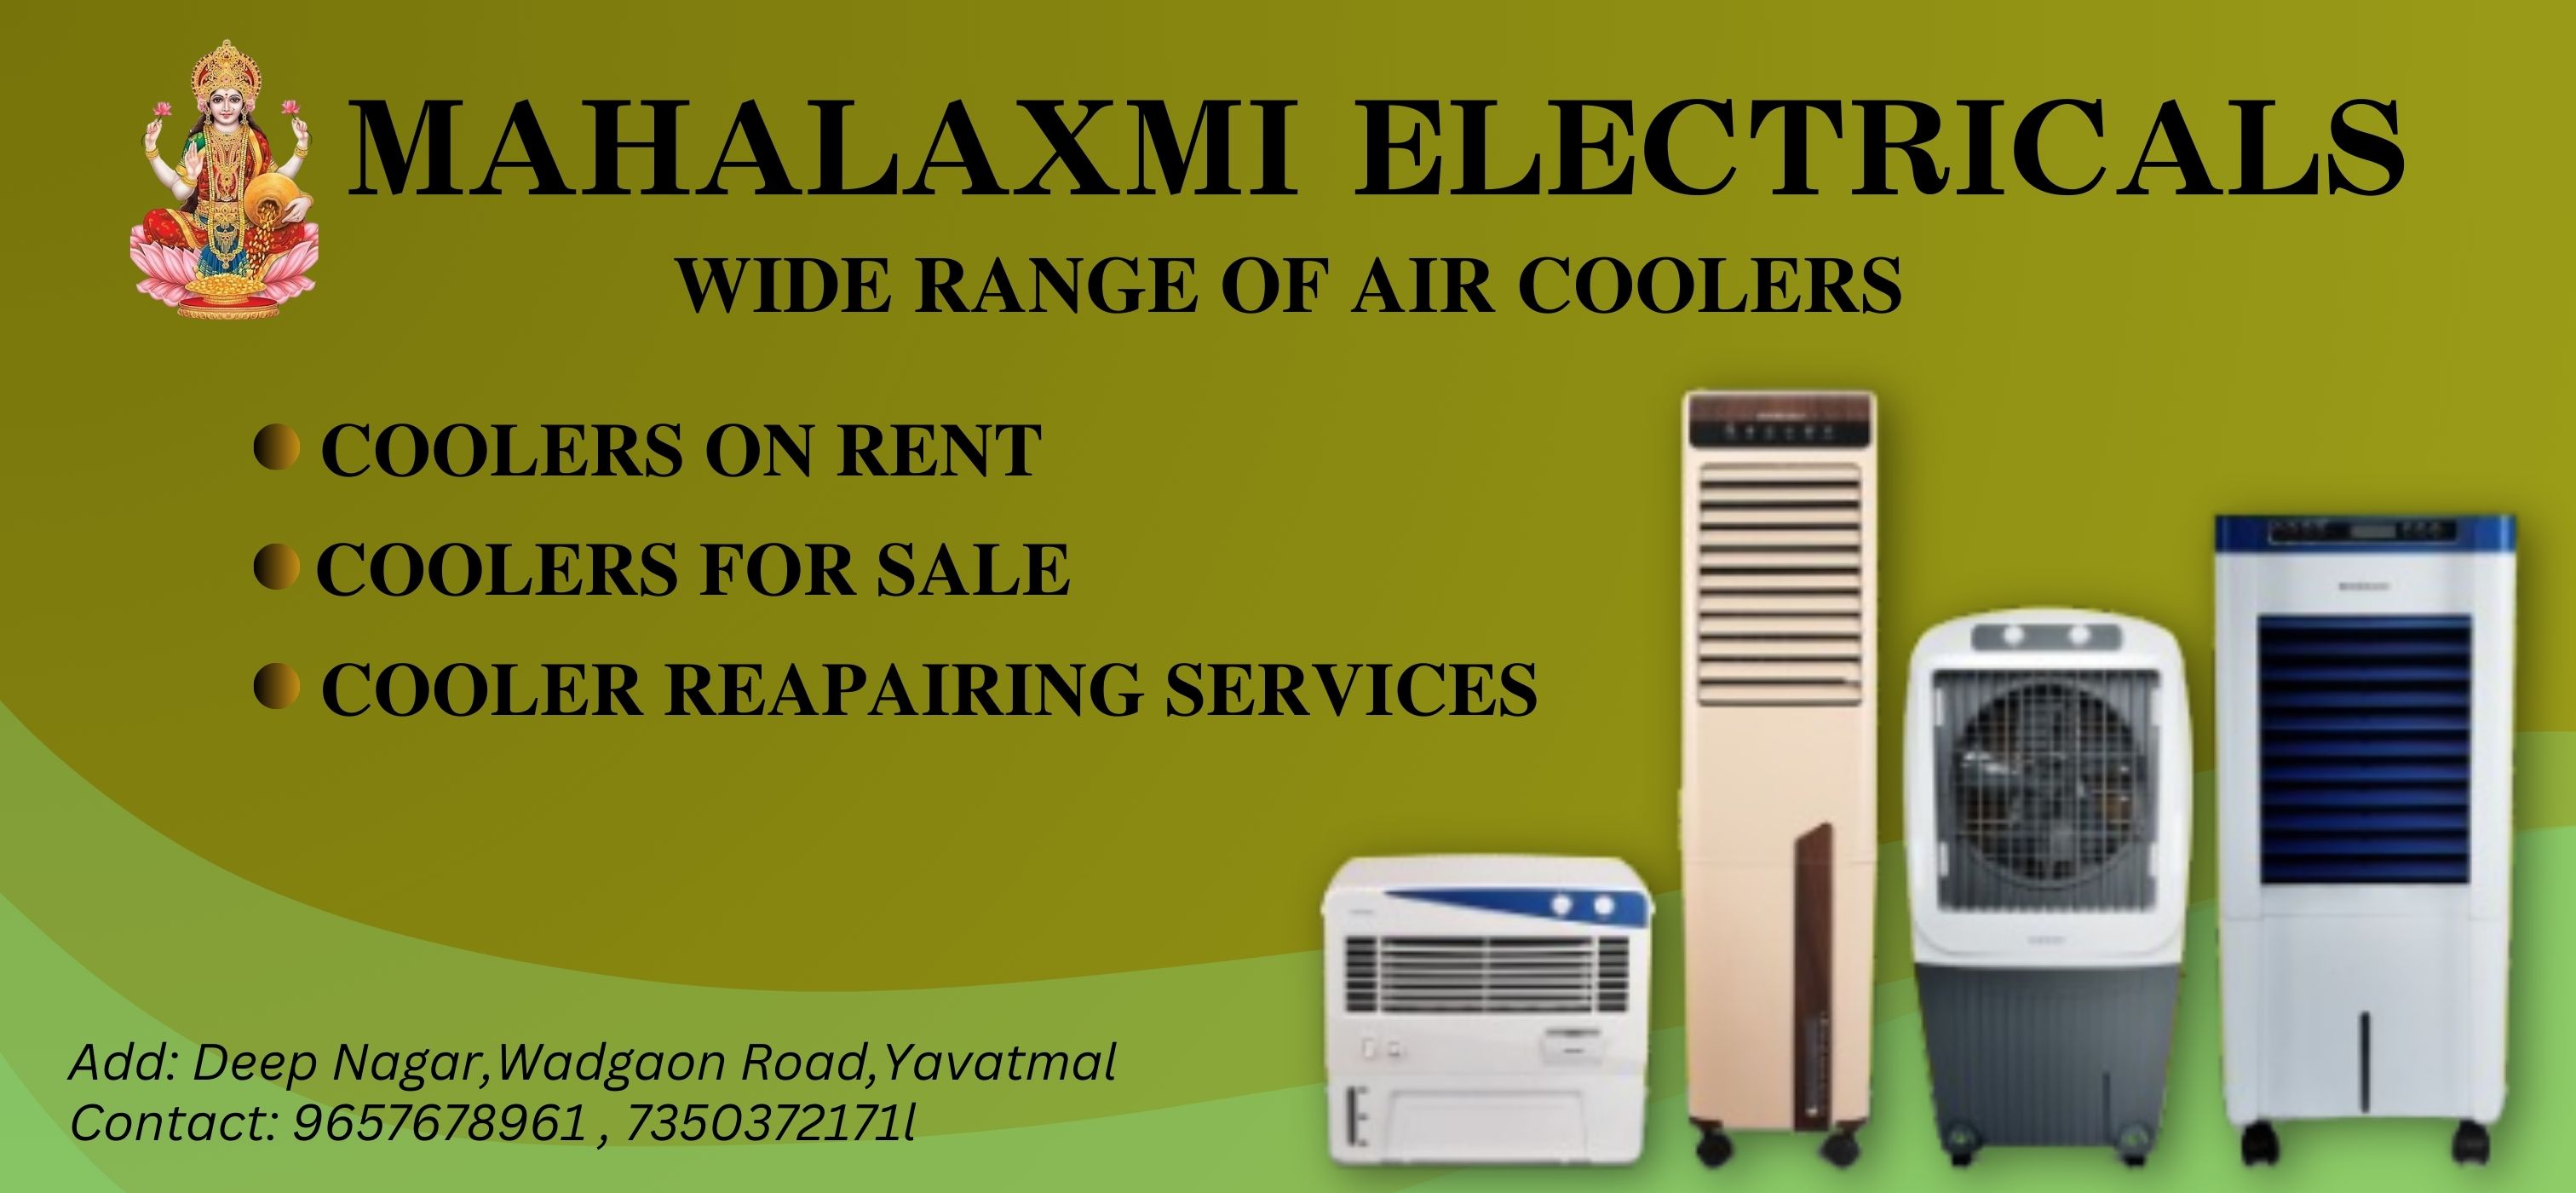 MAHALAXMI ELECTRICALS
WIDE RANGE OF AIR COOLERS
COOLERS ON RENT
COOLERS FOR SALE
COOLER REAPAIRING SERVICES
Add: Deep Nagar,Wadgaon Road,Yavatmal
Contact: 9657678961 , 7350372171l